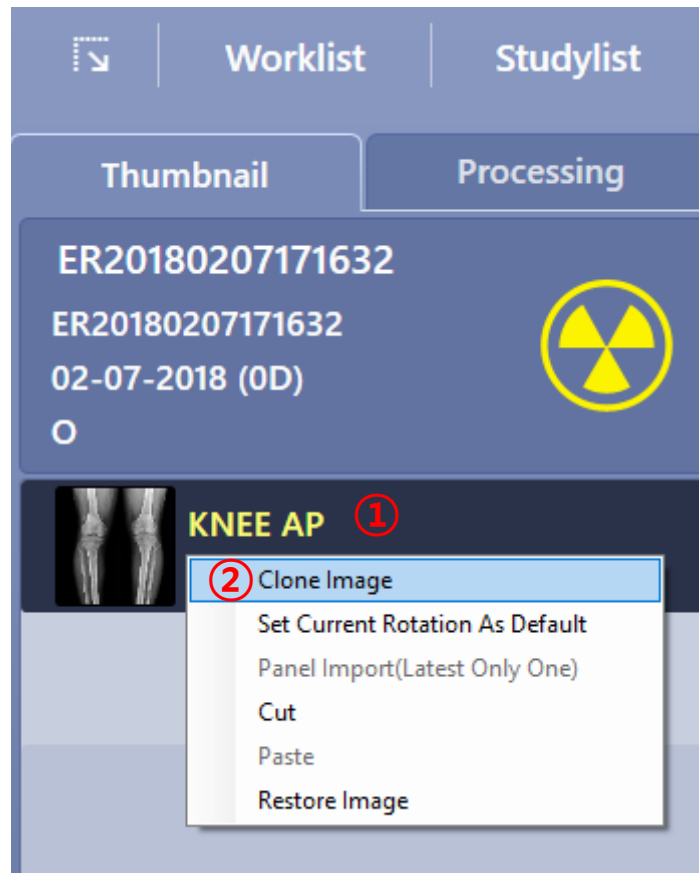 Worklist Studylist
Thumbnail Processing
ER20180207171632
ER20180207171632
02-07-2018 (0D)
O
KNEE AP ①
② Clone Image
Set Current Rotation As Default
Panel Import(Latest Only One)
Cut
Paste
Restore Image